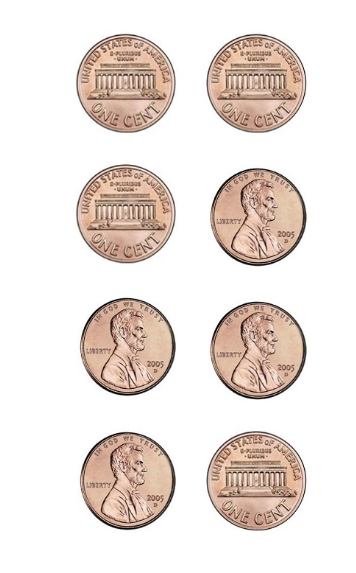 UNITED STATES OF AMERICA
E·PLURIBUS
·UNUM·
ONE CENT
UNITED STATES OF AMERICA
E·PLURIBUS
·UNUM·
ONE CENT
UNITED STATES OF AMERICA
E·PLURIBUS
·UNUM·
ONE CENT
IN GOD WE TRUST
LIBERTY
2005
D
IN GOD WE TRUST
LIBERTY
2005
D
IN GOD WE TRUST
LIBERTY
2005
D
IN GOD WE TRUST
LIBERTY
2005
D
UNITED STATES OF AMERICA
E·PLURIBUS
·UNUM·
ONE CENT